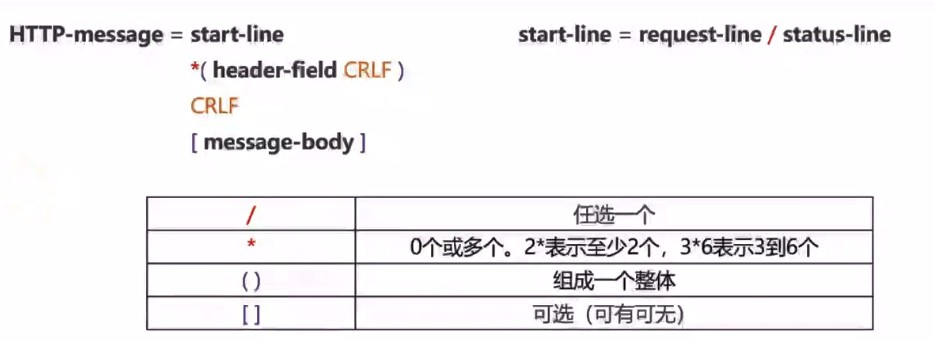 HTTP-message = start-line    start-line = request-line / status-line
*( header-field CRLF )
CRLF
[ message-body ]
/    任选一个
*    0个或多个。2*表示至少2个，3*6表示3到6个
( )    组成一个整体
[ ]    可选（可有可无）